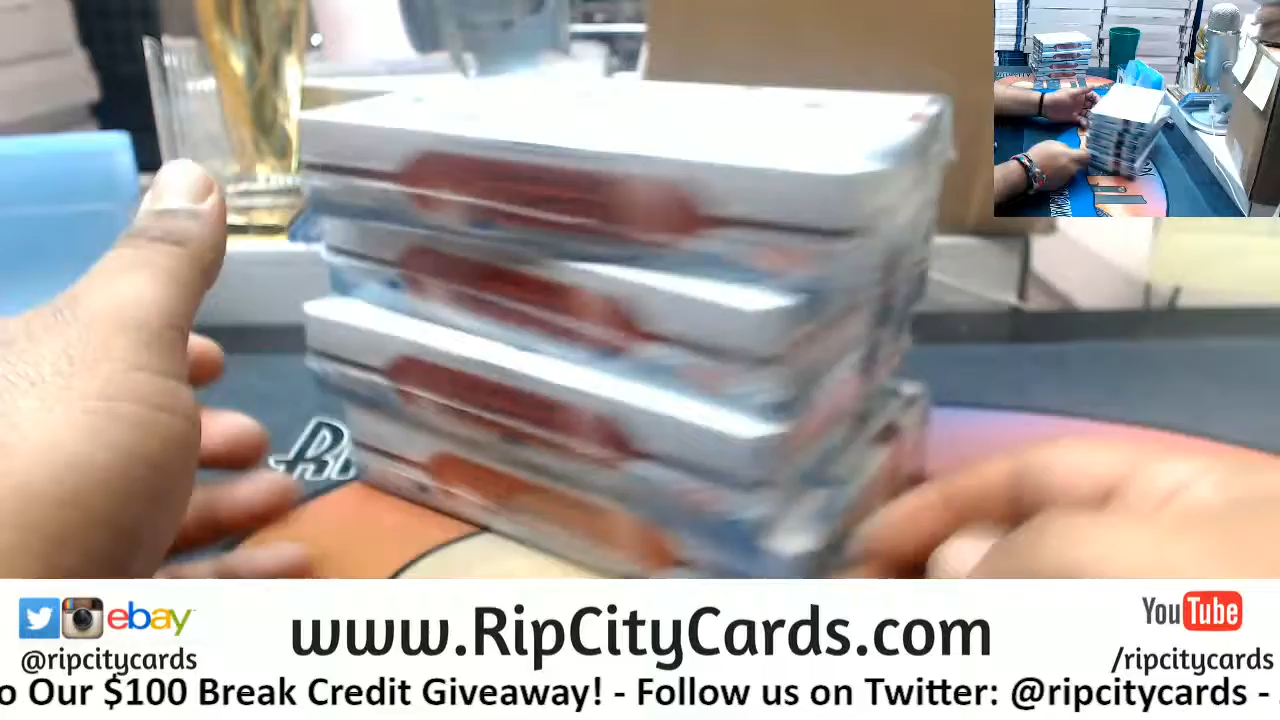 ebay
@ripcitycards
www.RipCityCards.com
YouTube
/ripcitycards
o Our $100 Break Credit Giveaway! - Follow us on Twitter: @ripcitycards -